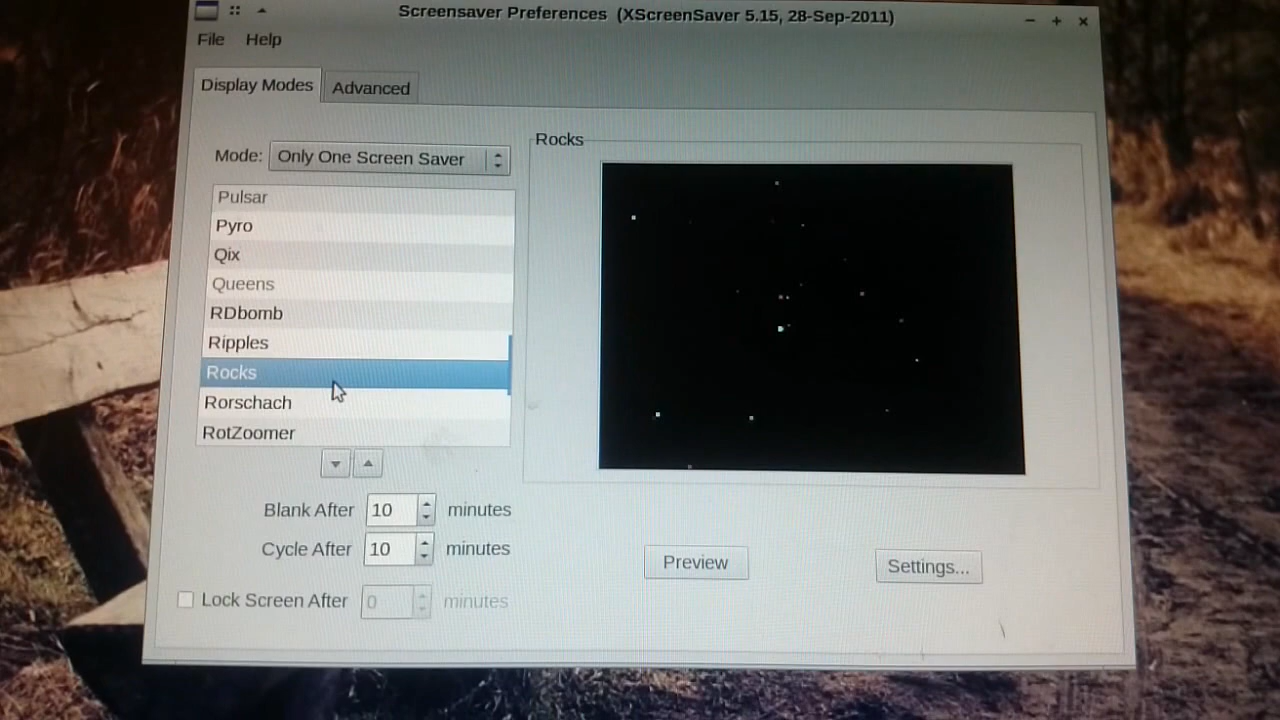 Screensaver Preferences (XScreenSaver 5.15, 28-Sep-2011)
File Help
Display Modes Advanced
Mode: Only One Screen Saver
Rocks
Pulsar
Pyro
Qix
Queens
RDbomb
Ripples
Rocks
Rorschach
RotZoomer
Blank After 10 minutes
Cycle After 10 minutes
Lock Screen After 0 minutes
Preview
Settings...